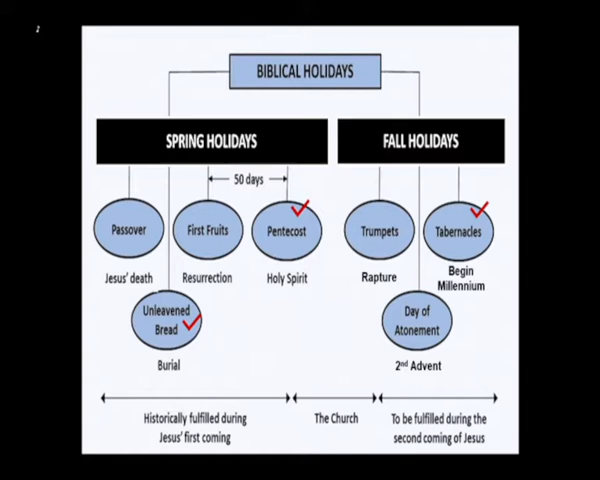 BIBLICAL HOLIDAYS
SPRING HOLIDAYS
FALL HOLIDAYS
50 days
Passover
First Fruits
Pentecost
Trumpets
Tabernacles
Jesus' death
Resurrection
Holy Spirit
Rapture
Begin
Millennium
Unleavened
Bread
Day of
Atonement
Burial
2nd Advent
Historically fulfilled during
Jesus' first coming
The Church
To be fulfilled during the
second coming of Jesus